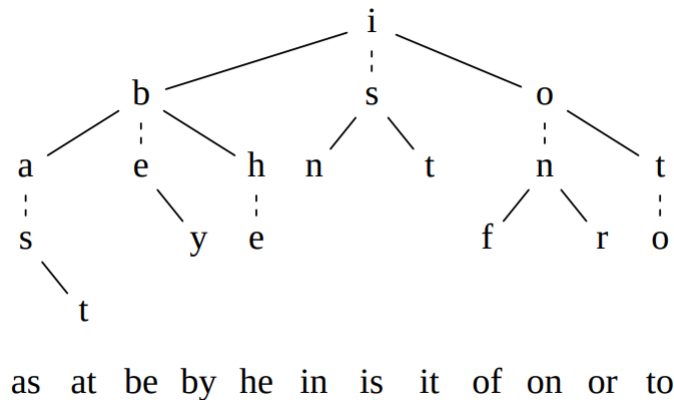 i
b s o
a e h n t n t
s y e f r o
t
as at be by he in is it of on or to